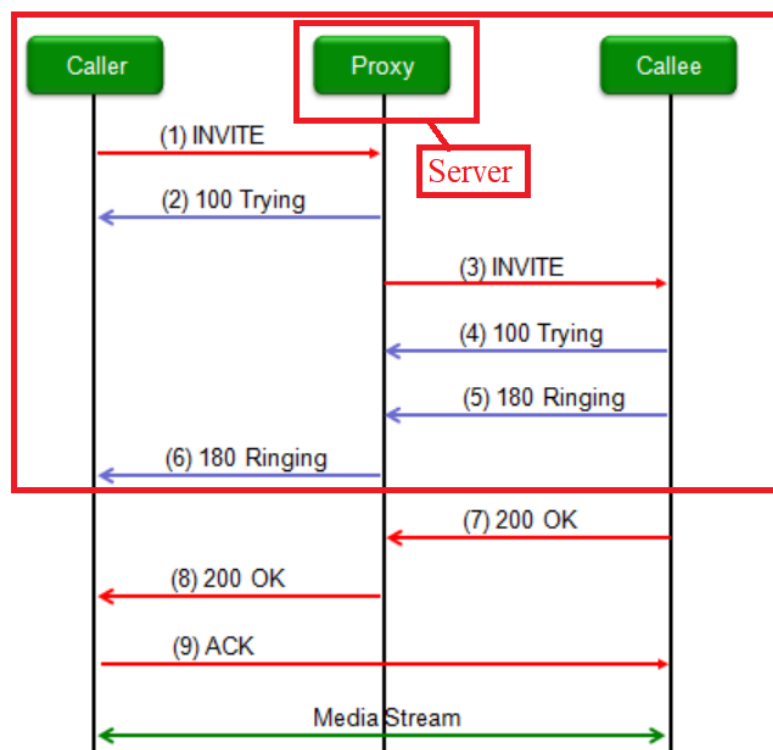 Caller
Proxy
Callee
(1) INVITE
Server
(2) 100 Trying
(3) INVITE
(4) 100 Trying
(5) 180 Ringing
(6) 180 Ringing
(7) 200 OK
(8) 200 OK
(9) ACK
Media Stream